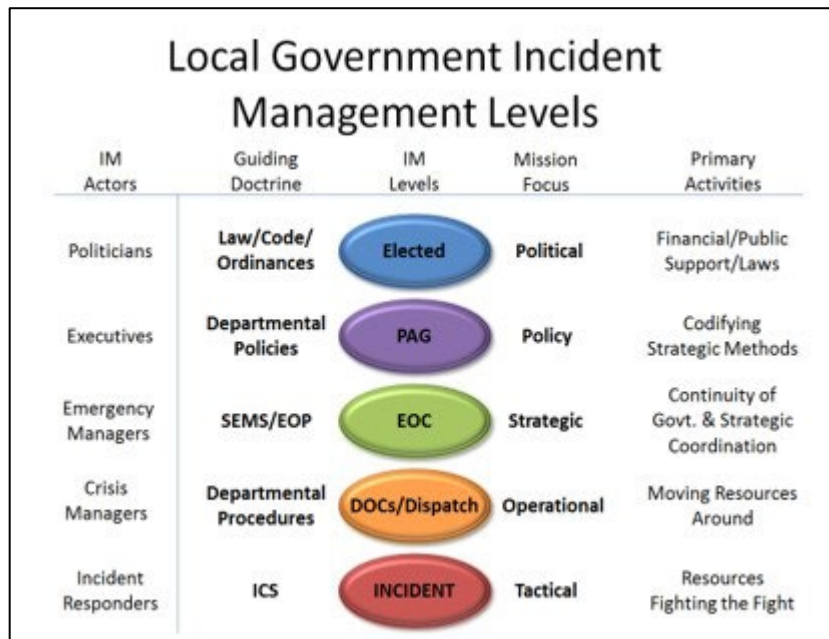 Local Government Incident
Management Levels
IM Guiding IM Mission Primary
Actors Doctrine Levels Focus Activities
Politicians Law/Code/ Elected Political Financial/Public
Ordinances Support/Laws
Executives Departmental PAG Policy Codifying
Policies Strategic Methods
Emergency SEMS/EOP EOC Strategic Continuity of
Managers Govt. & Strategic
Coordination
Crisis Departmental DOCs/Dispatch Operational Moving Resources
Managers Procedures Around
Incident ICS INCIDENT Tactical Resources
Responders Fighting the Fight